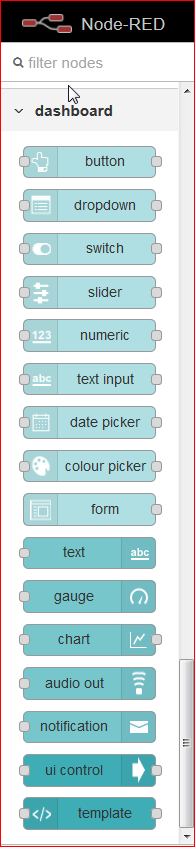 Node-RED
filter nodes
dashboard
button
dropdown
switch
slider
123 numeric
abc text input
date picker
colour picker
form
text abc
gauge
chart
audio out
notification
ui control
</> template